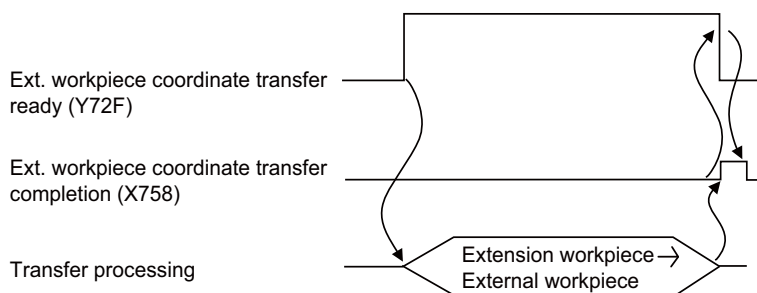 Ext. workpiece coordinate transfer
ready (Y72F)
Ext. workpiece coordinate transfer
completion (X758)
Transfer processing
Extension workpiece →
External workpiece